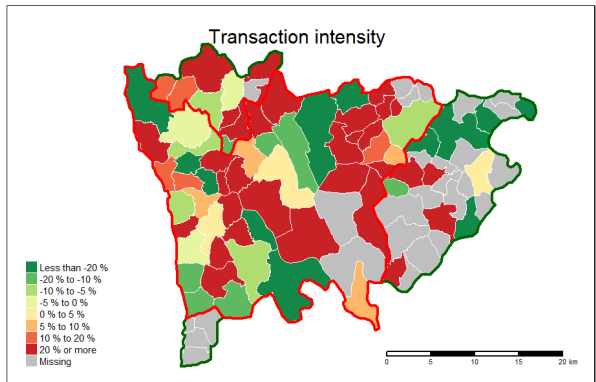 Transaction intensity
Less than -20 %
-20 % to -10 %
-10 % to -5 %
-5 % to 0 %
0 % to 5 %
5 % to 10 %
10 % to 20 %
20 % or more
Missing
0 5 10 15 20 km